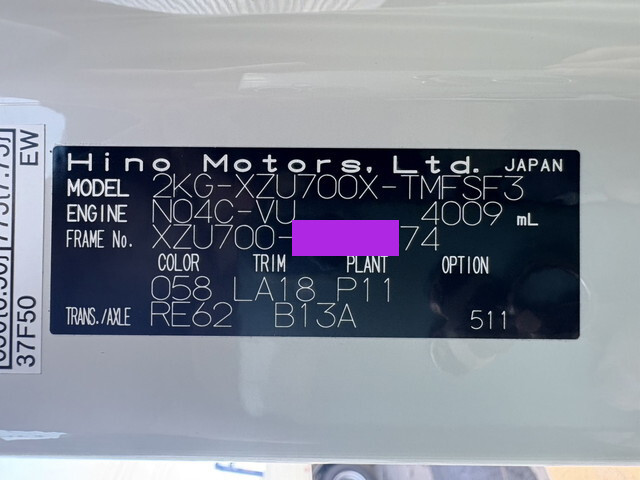 Hino Motors, Ltd. JAPAN
MODEL 2KG-XZU700X-TMFSF3
ENGINE N04C-VU 4009 mL
FRAME No. XZU700- 74
COLOR TRIM PLANT OPTION
058 LA18 P11
TRANS./AXLE RE62 B13A 511
EW
37F50